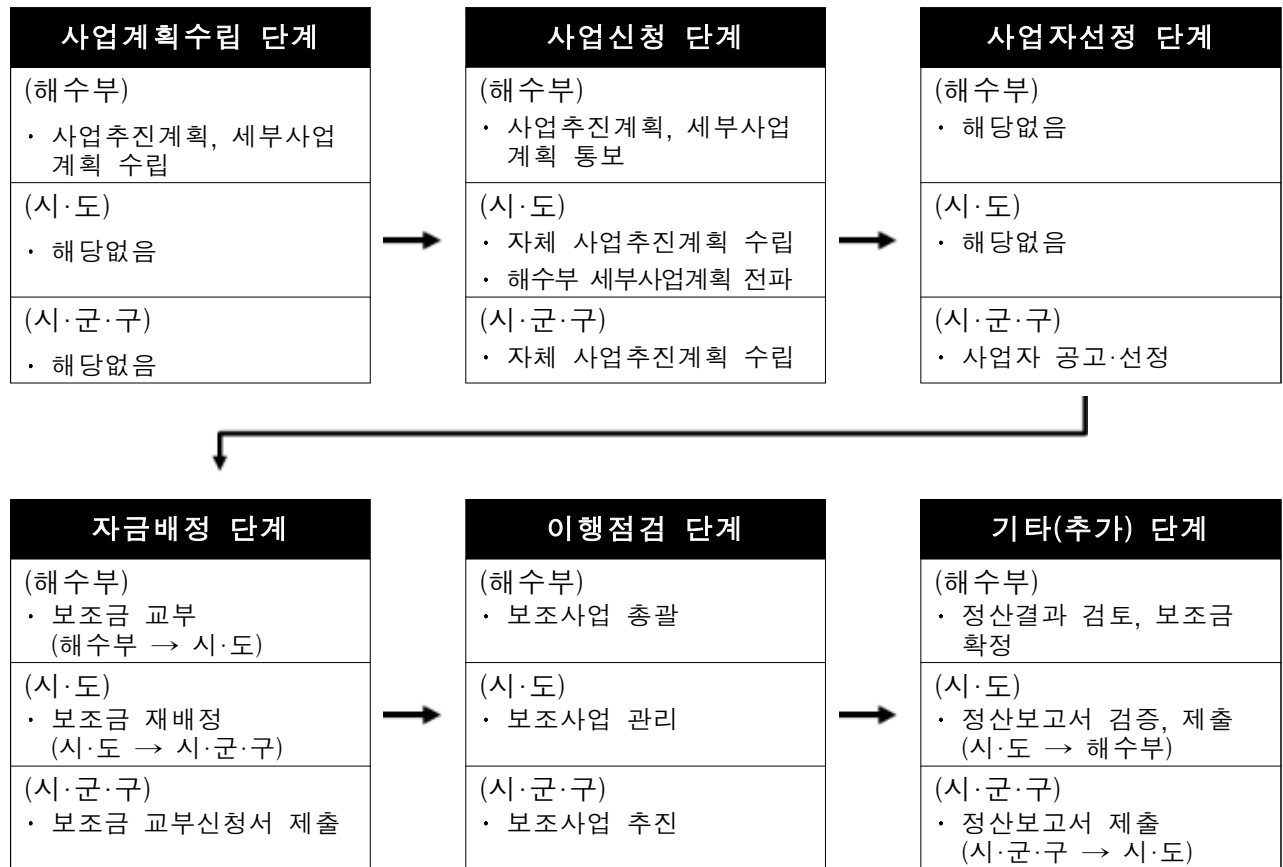 사업계획수립 단계
(해수부)
· 사업추진계획, 세부사업
계획 수립
(시·도)
· 해당없음
(시·군·구)
· 해당없음
사업신청 단계
(해수부)
· 사업추진계획, 세부사업
계획 통보
(시·도)
· 자체 사업추진계획 수립
· 해수부 세부사업계획 전파
(시·군·구)
· 자체 사업추진계획 수립
사업자선정 단계
(해수부)
· 해당없음
(시·도)
· 해당없음
(시·군·구)
· 사업자 공고·선정
자금배정 단계
(해수부)
· 보조금 교부
(해수부 → 시·도)
(시·도)
· 보조금 재배정
(시·도 → 시·군·구)
(시·군·구)
· 보조금 교부신청서 제출
이행점검 단계
(해수부)
· 보조사업 총괄
(시·도)
· 보조사업 관리
(시·군·구)
· 보조사업 추진
기타(추가) 단계
(해수부)
· 정산결과 검토, 보조금
확정
(시·도)
· 정산보고서 검증, 제출
(시·도 → 해수부)
(시·군·구)
· 정산보고서 제출
(시·군·구 → 시·도)